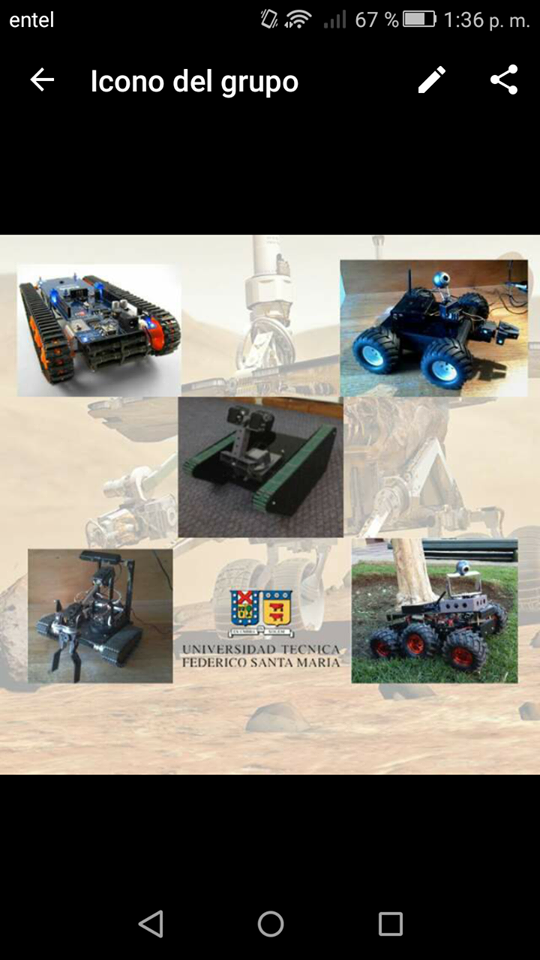 entel 67 % 1:36 p. m.
Icono del grupo
UNIVERSIDAD TECNICA
FEDERICO SANTA MARIA